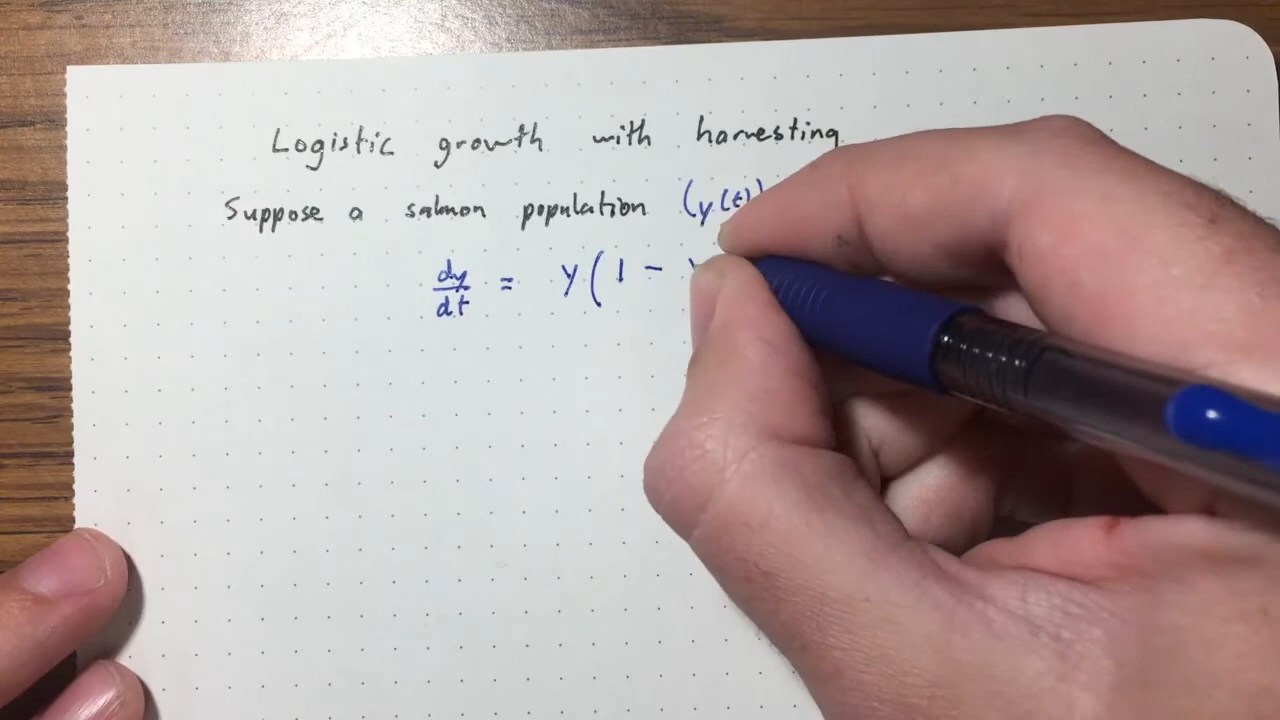 Logistic growth with harvesting
Suppose a salmon population (y(t))
dy/dt = y(1 -